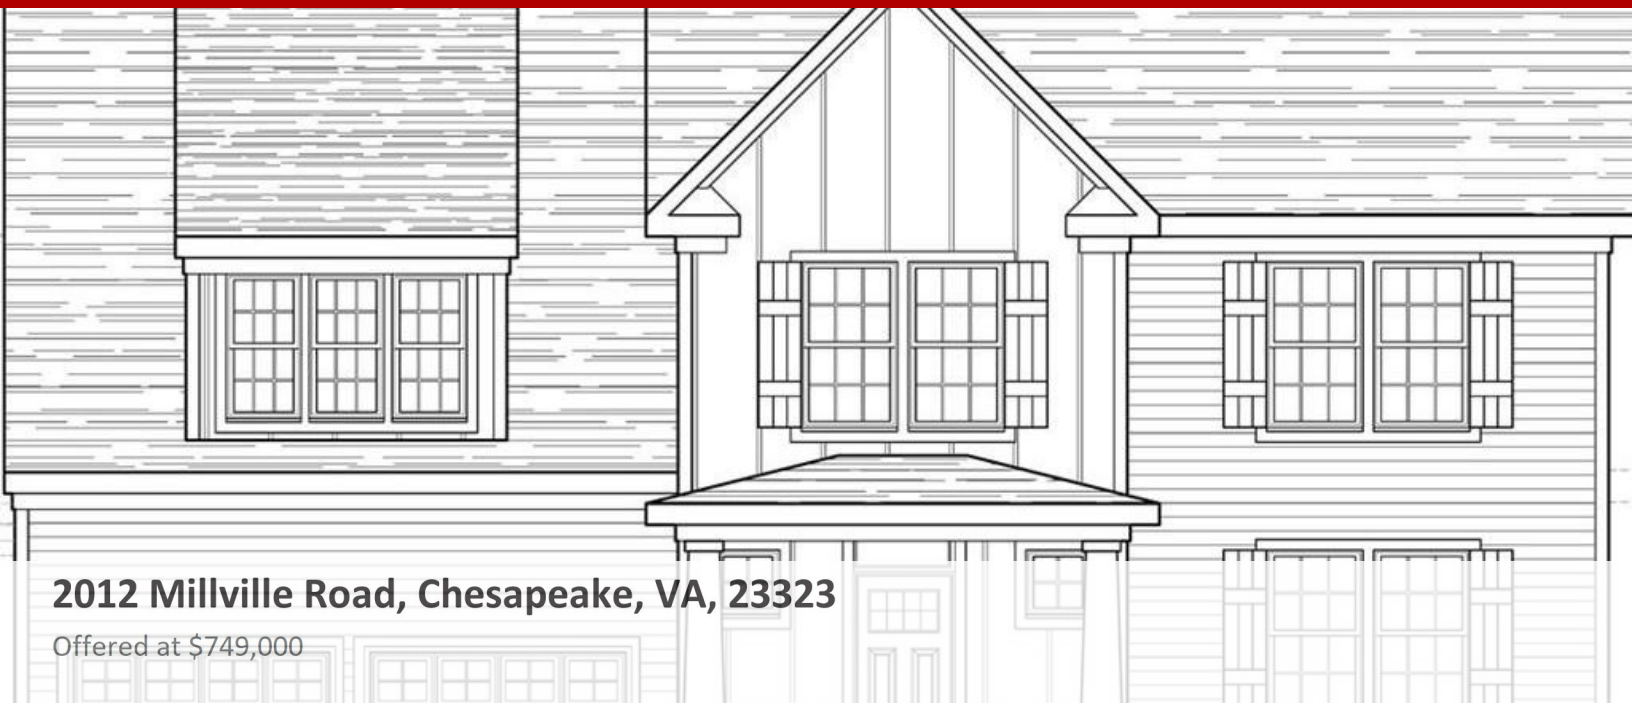 2012 Millville Road, Chesapeake, VA, 23323
Offered at $749,000